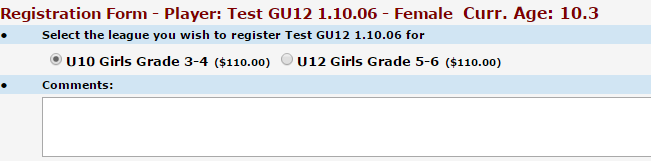 Registration Form - Player: Test GU12 1.10.06 - Female Curr. Age: 10.3
• Select the league you wish to register Test GU12 1.10.06 for
U10 Girls Grade 3-4 ($110.00) U12 Girls Grade 5-6 ($110.00)
• Comments: